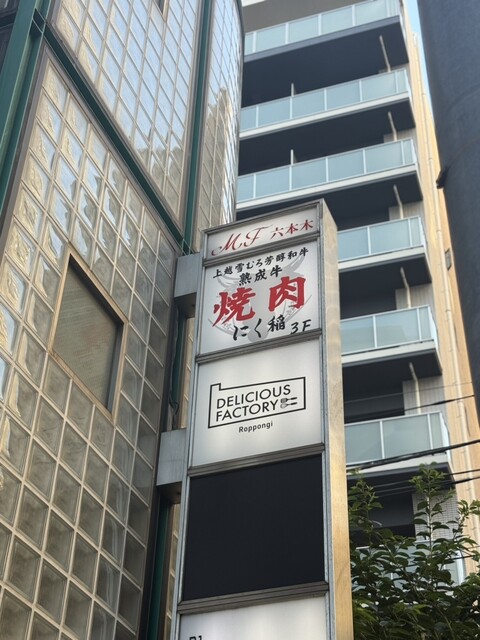 MF 六本木
上越雪むろ芳醇和牛
熟成牛
焼肉
にく稲 3F
DELICIOUS
FACTORY
Roppongi